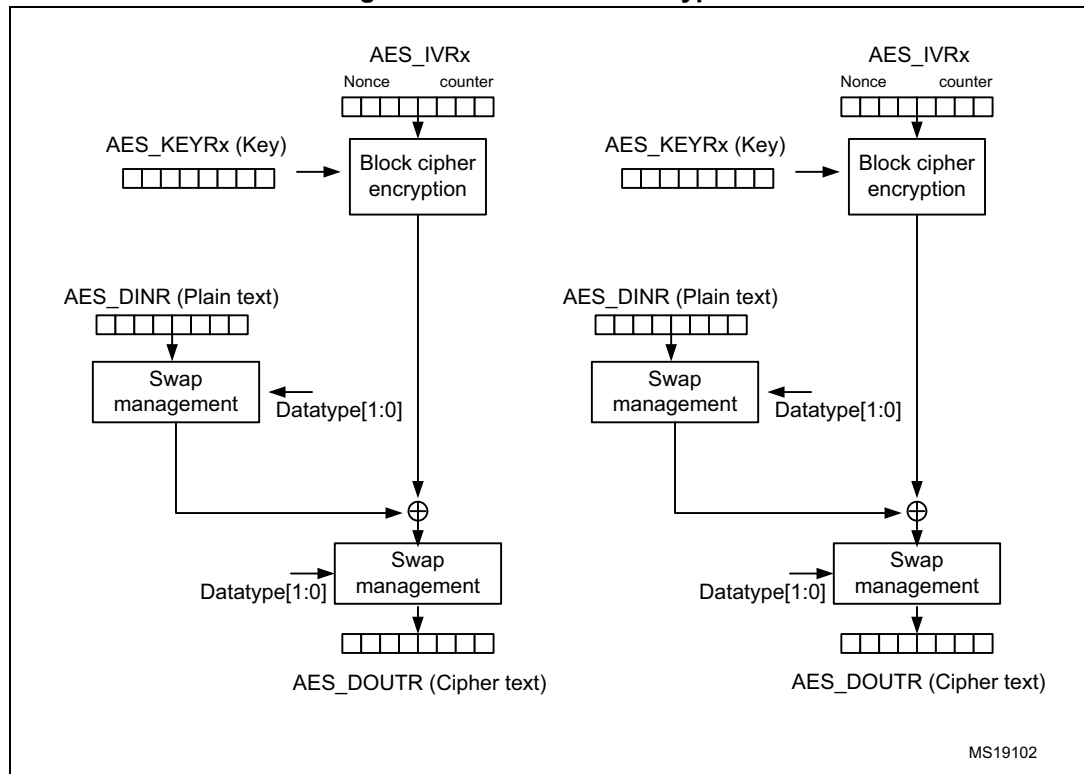 AES_IVRx
Nonce counter
AES_KEYRx (Key)
Block cipher
encryption
AES_DINR (Plain text)
Swap
management
Datatype[1:0]
Swap
management
Datatype[1:0]
AES_DOUTR (Cipher text)
AES_IVRx
Nonce counter
AES_KEYRx (Key)
Block cipher
encryption
AES_DINR (Plain text)
Swap
management
Datatype[1:0]
Swap
management
Datatype[1:0]
AES_DOUTR (Cipher text)
MS19102